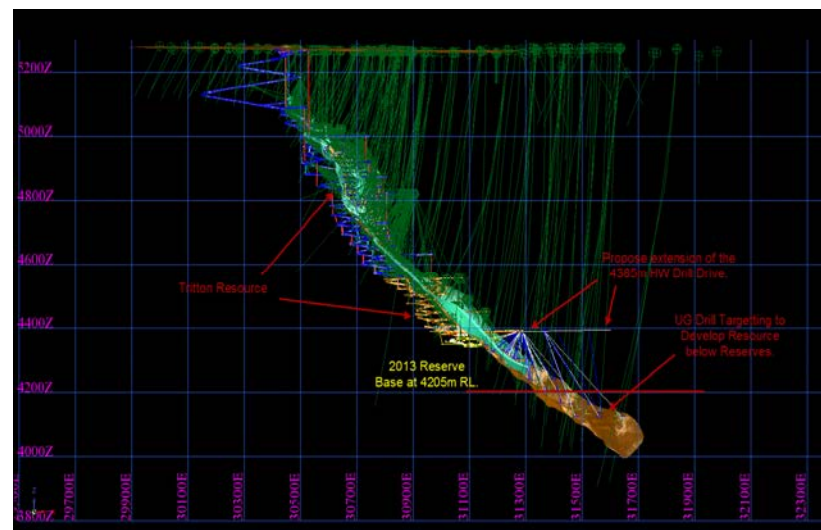 5200Z
5000Z
4800Z
4600Z
Propose extension of the
4385m HW Drill Drive.
Tritton Resource
4400Z
UG Drill Targetting to
Develop Resource
below Reserves.
2013 Reserve
Base at 4205m RL.
4200Z
4000Z
3800Z
29700E
29900E
30100E
30300E
30500E
30700E
30900E
31100E
31300E
31500E
31700E
31900E
32100E
32300E